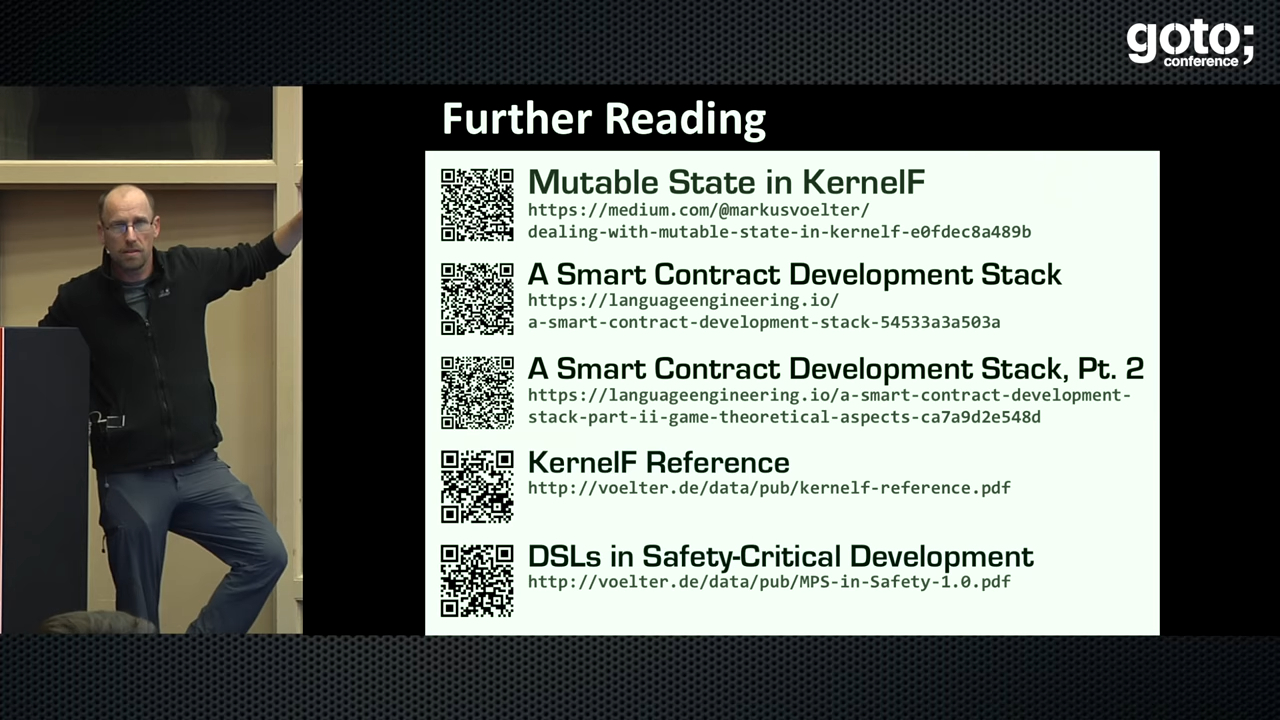 goto;
conference
Further Reading
Mutable State in KernelF
https://medium.com/@markusvoelter/
dealing-with-mutable-state-in-kernelf-e0fdec8a489b
A Smart Contract Development Stack
https://languageengineering.io/
a-smart-contract-development-stack-54533a3a503a
A Smart Contract Development Stack, Pt. 2
https://languageengineering.io/a-smart-contract-development-
stack-part-ii-game-theoretical-aspects-ca7a9d2e548d
KernelF Reference
http://voelter.de/data/pub/kernelf-reference.pdf
DSLs in Safety-Critical Development
http://voelter.de/data/pub/MPS-in-Safety-1.0.pdf